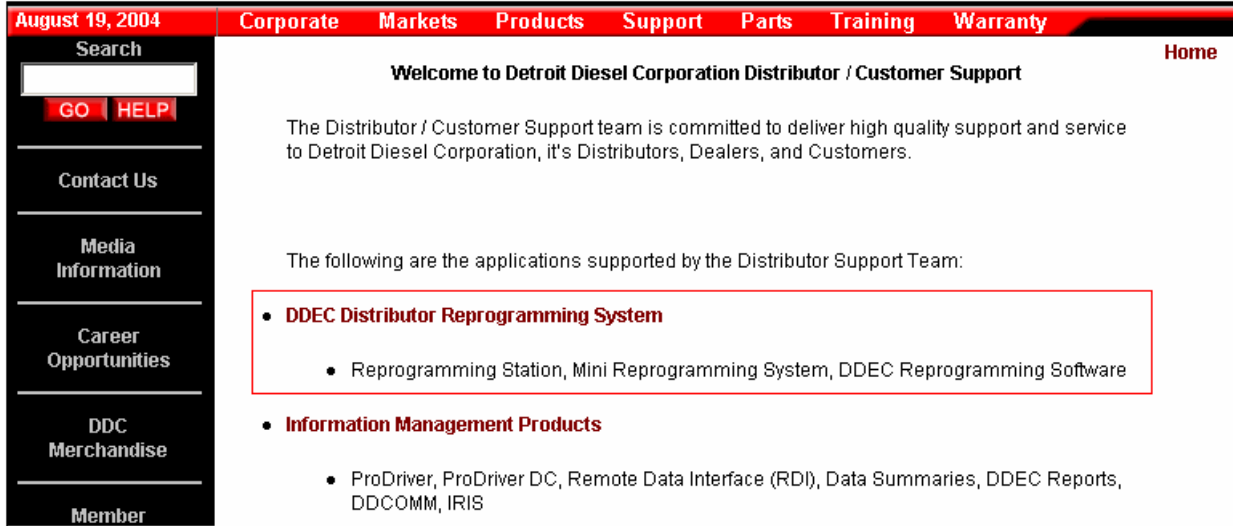 August 19, 2004 Corporate Markets Products Support Parts Training Warranty
Search
GO HELP
Contact Us
Media
Information
Career
Opportunities
DDC
Merchandise
Member
Home
Welcome to Detroit Diesel Corporation Distributor / Customer Support
The Distributor / Customer Support team is committed to deliver high quality support and service
to Detroit Diesel Corporation, it's Distributors, Dealers, and Customers.
The following are the applications supported by the Distributor Support Team:
• DDEC Distributor Reprogramming System
• Reprogramming Station, Mini Reprogramming System, DDEC Reprogramming Software
• Information Management Products
• ProDriver, ProDriver DC, Remote Data Interface (RDI), Data Summaries, DDEC Reports,
DDCOMM, IRIS